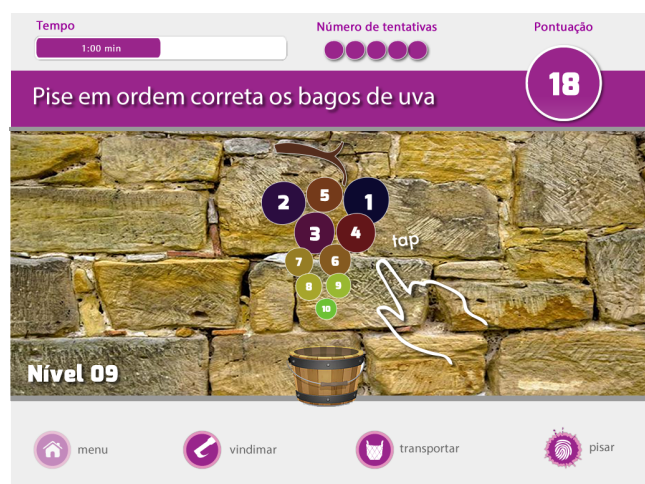 Tempo
Número de tentativas
Pontuação
1:00 min
18
Pise em ordem correta os bagos de uva
2 5 1
3 4
tap
7 6
8 9
10
Nível 09
menu
vindimar
transportar
pisar